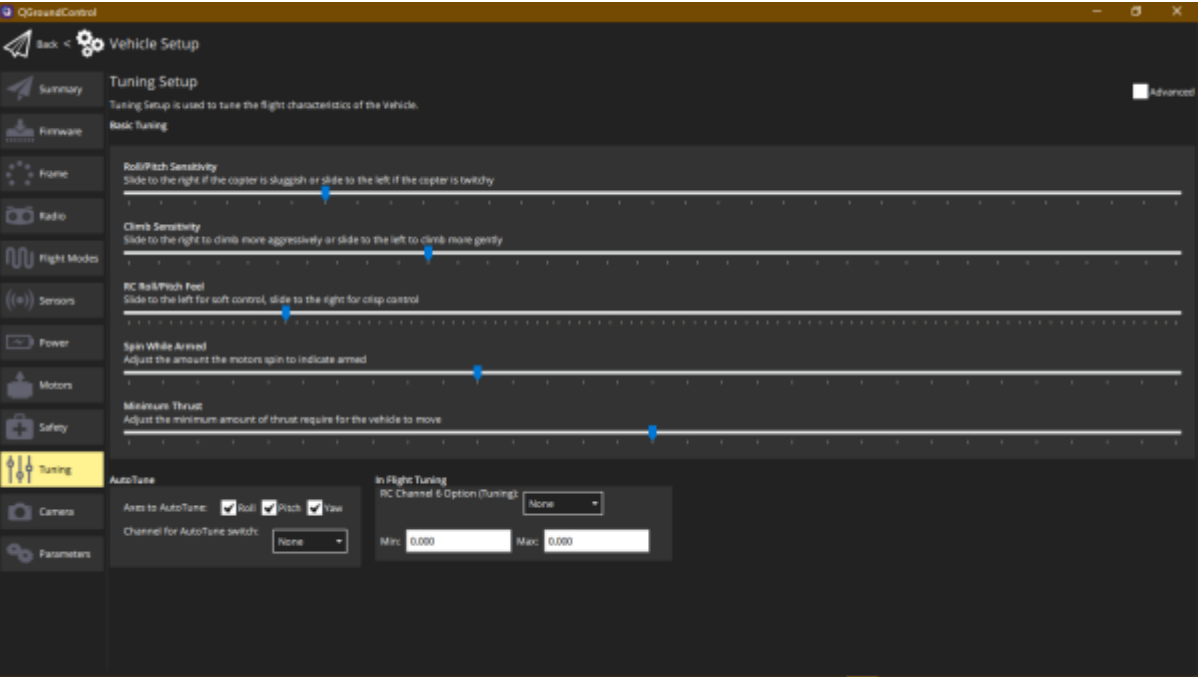 QGroundControl
Back < Vehicle Setup
Summary
Firmware
Frame
Radio
Flight Modes
Sensors
Power
Motors
Safety
Tuning
Camera
Parameters
Tuning Setup
Tuning Setup is used to tune the flight characteristics of the Vehicle.
Advanced
Basic Tuning
Roll/Pitch Sensitivity
Slide to the right if the copter is sluggish or slide to the left if the copter is twitchy
Climb Sensitivity
Slide to the right to climb more aggressively or slide to the left to climb more gently
RC Roll/Pitch Feel
Slide to the left for soft control, slide to the right for crisp control
Spin While Armed
Adjust the amount the motors spin to indicate armed
Minimum Thrust
Adjust the minimum amount of thrust require for the vehicle to move
AutoTune
Axes to AutoTune: Roll Pitch Yaw
Channel for AutoTune switch: None
In Flight Tuning
RC Channel 6 Option (Tuning): None
Min: 0.000 Max: 0.000